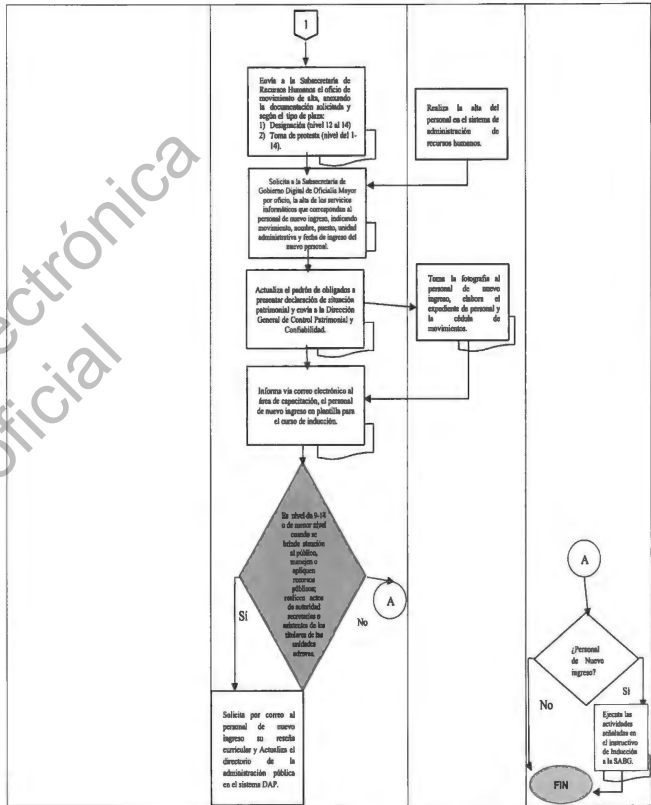 1
Envía a la Subsecretaría de
Recursos Humanos el oficio de
movimiento de alta, anexando
la documentación solicitada y
según el tipo de plaza:
1) Designación (nivel 12 al 14)
2) Toma de protesta (nivel del 1-
14).
Realiza la alta del
personal en el sistema de
administración de
recursos humanos.
Solicita a la Subsecretaría de
Gobierno Digital de Oficialía Mayor
por oficio, la alta de los servicios
informáticos que correspondan al
personal de nuevo ingreso, indicando
movimiento, nombre, puesto, unidad
administrativa y fecha de ingreso del
nuevo personal.
Actualiza el padrón de obligados a
presentar declaración de situación
patrimonial y envía a la Dirección
General de Control Patrimonial y
Confiabilidad.
Toma la fotografía al
personal de nuevo
ingreso, elabora el
expediente de personal y
la cédula de
movimientos.
Informa vía correo electrónico al
área de capacitación, el personal
de nuevo ingreso en plantilla para
el curso de inducción.
Es nivel de 9-14
o de menor nivel
cuando se
brinde atención
al público,
manejen o
apliquen
recursos
públicos;
realicen actos
de autoridad
secretarias o
asistentes de los
titulares de las
unidades
admvas.
Sí
No
A
Solicita por correo al
personal de nuevo
ingreso su reseña
curricular y Actualiza el
directorio de la
administración pública
en el sistema DAP.
A
¿Personal
de Nuevo
ingreso?
No
Si
Ejecuta las
actividades
señaladas en
el instructivo
de Inducción
a la SABG.
FIN
ectrónica
oficial